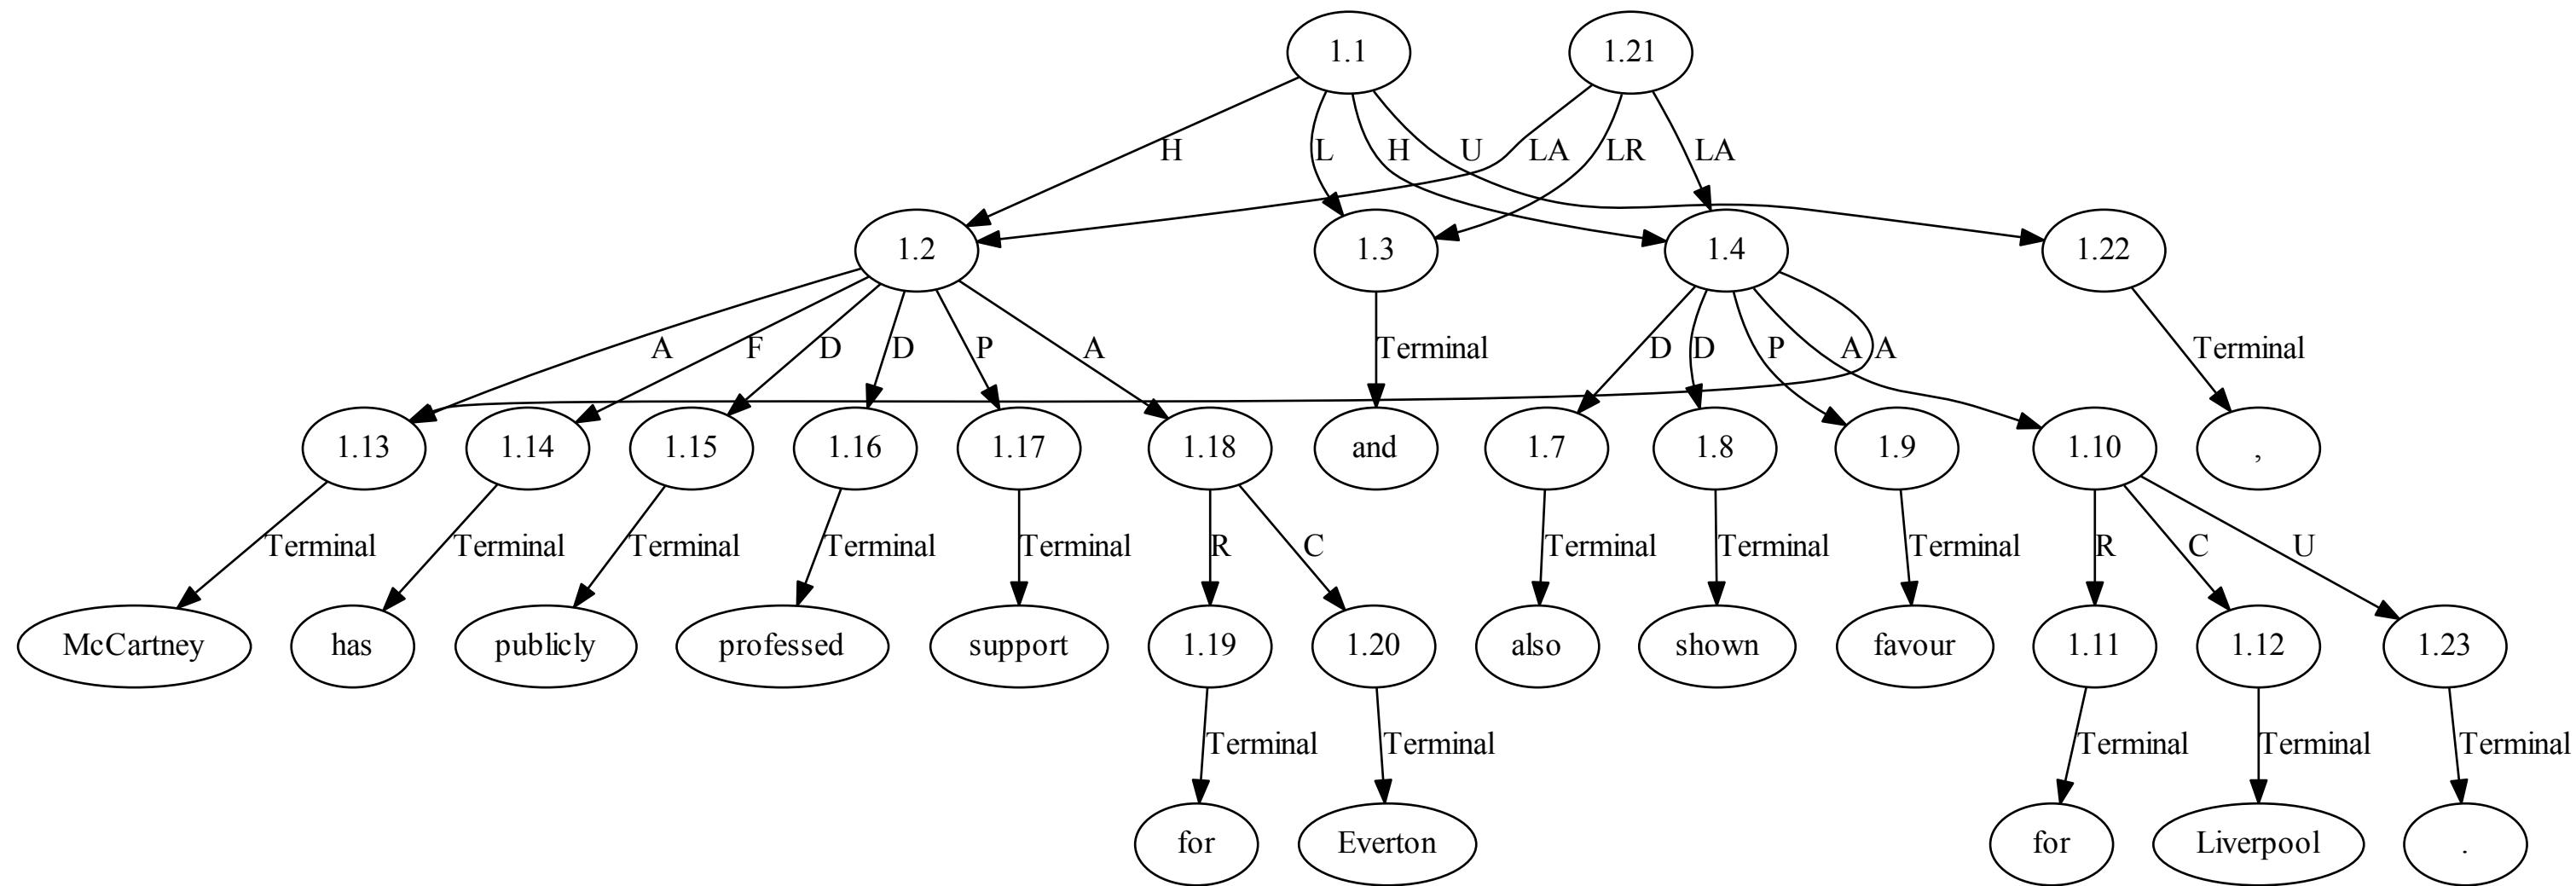 1.1 1.21
H L H U LA LR LA
1.2 1.3 1.4 1.22
A F D D P A Terminal D D P A A Terminal
1.13 1.14 1.15 1.16 1.17 1.18 and 1.7 1.8 1.9 1.10 ,
Terminal Terminal Terminal Terminal Terminal R C Terminal Terminal Terminal R C U
McCartney has publicly professed support 1.19 1.20 also shown favour 1.11 1.12 1.23
Terminal Terminal Terminal Terminal Terminal
for Everton for Liverpool .